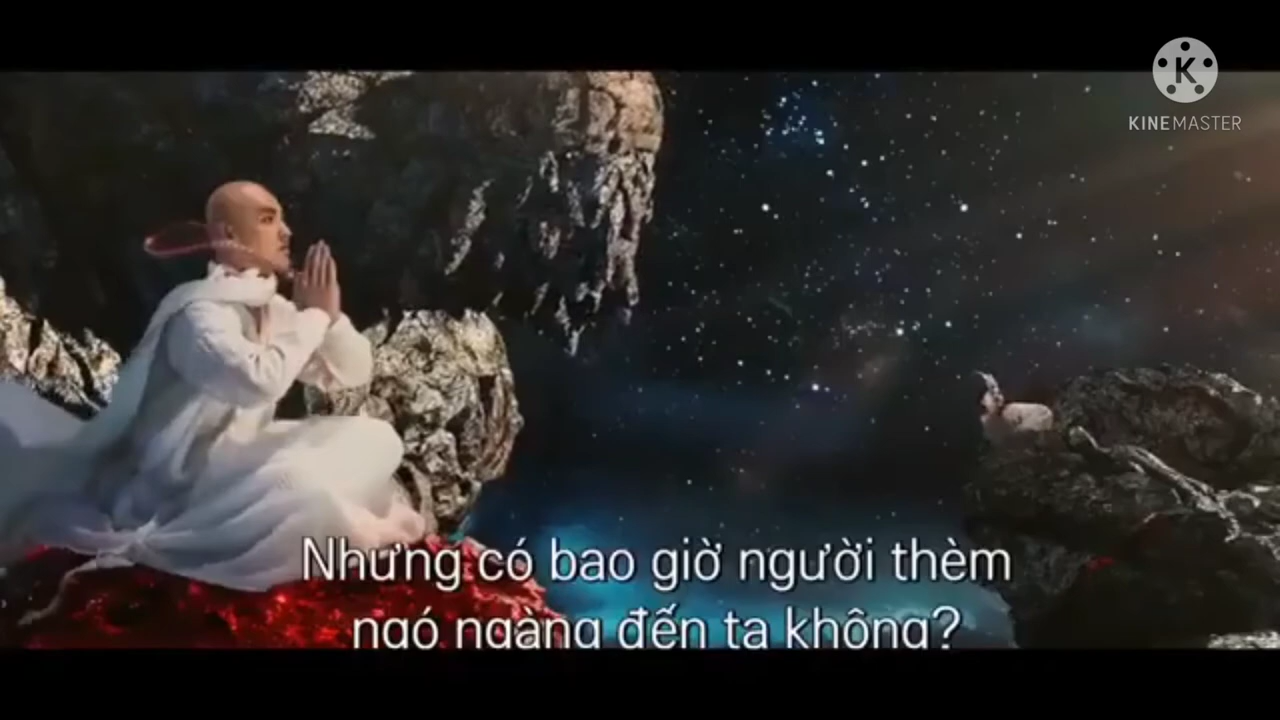 KINEMASTER
Nhưng có bao giờ người thèm
ngó ngàng đến ta không?